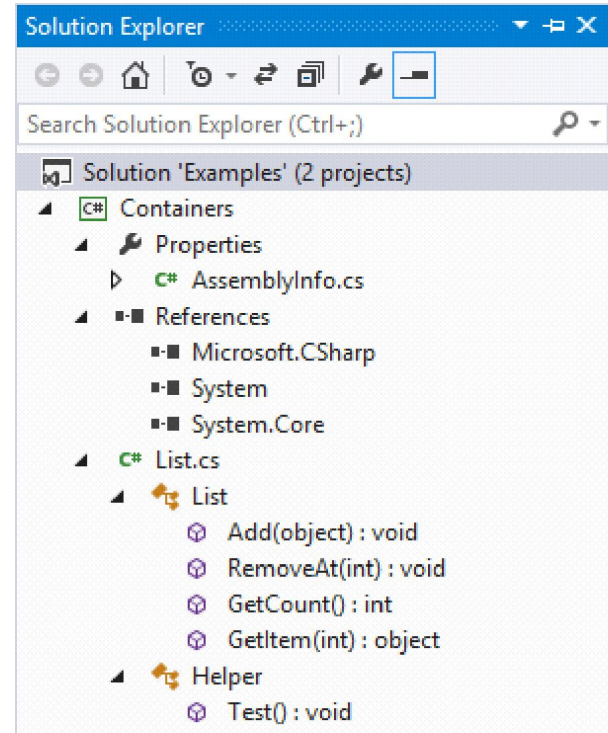 Solution Explorer
Search Solution Explorer (Ctrl+;)
Solution 'Examples' (2 projects)
C# Containers
Properties
C# AssemblyInfo.cs
References
Microsoft.CSharp
System
System.Core
C# List.cs
List
Add(object) : void
RemoveAt(int) : void
GetCount() : int
GetItem(int) : object
Helper
Test() : void